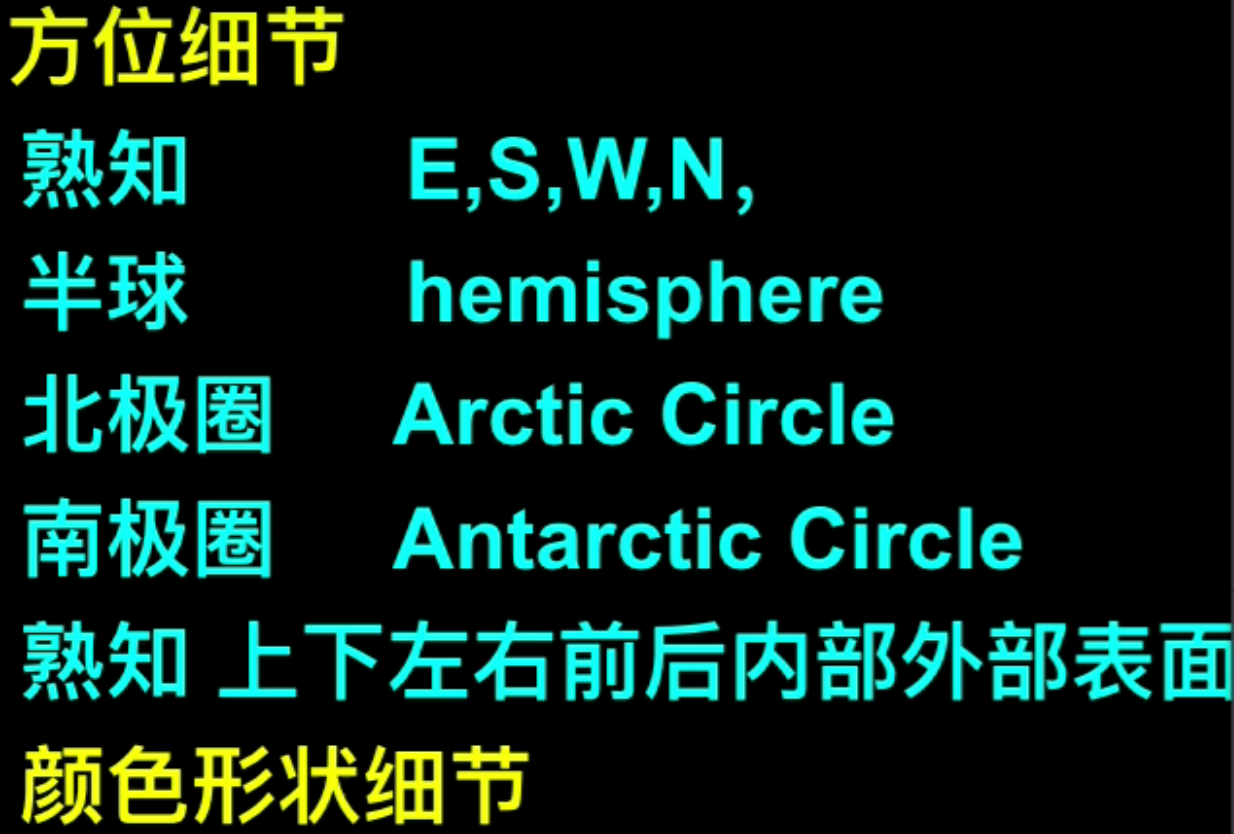 方位细节
熟知 E,S,W,N，
半球 hemisphere
北极圈 Arctic Circle
南极圈 Antarctic Circle
熟知 上下左右前后内部外部表面
颜色形状细节